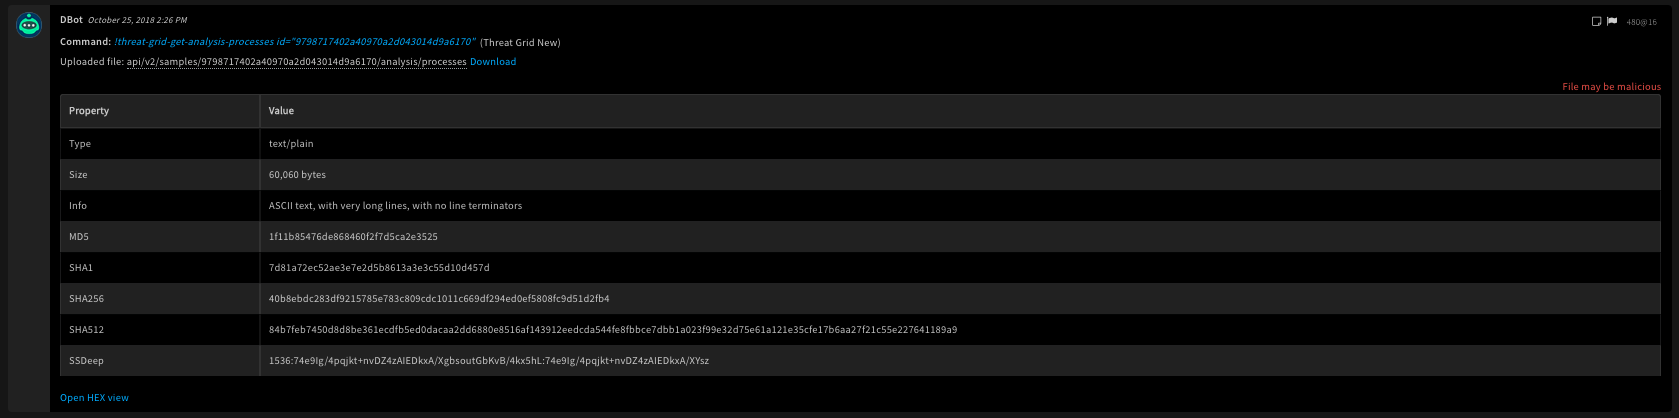 DBot October 25, 2018 2:26 PM
480@16
Command: !threat-grid-get-analysis-processes id="9798717402a40970a2d043014d9a6170" (Threat Grid New)
Uploaded file: api/v2/samples/9798717402a40970a2d043014d9a6170/analysis/processes Download
File may be malicious
Property Value
Type text/plain
Size 60,060 bytes
Info ASCII text, with very long lines, with no line terminators
MD5 1f11b85476de868460f2f7d5ca2e3525
SHA1 7d81a72ec52ae3e7e2d5b8613a3e3c55d10d457d
SHA256 40b8ebdc283df9215785e783c809cdc1011c669df294ed0ef5808fc9d51d2fb4
SHA512 84b7feb7450d8d8be361ecdfb5ed0dacaa2dd6880e8516af143912eedcda544fe8fbbce7dbb1a023f99e32d75e61a121e35cfe17b6aa27f21c55e227641189a9
SSDeep 1536:74e9Ig/4pqjkt+nvDZ4zAIEDkxA/XgbsoutGbKvB/4kx5hL:74e9Ig/4pqjkt+nvDZ4zAIEDkxA/XYsz
Open HEX view